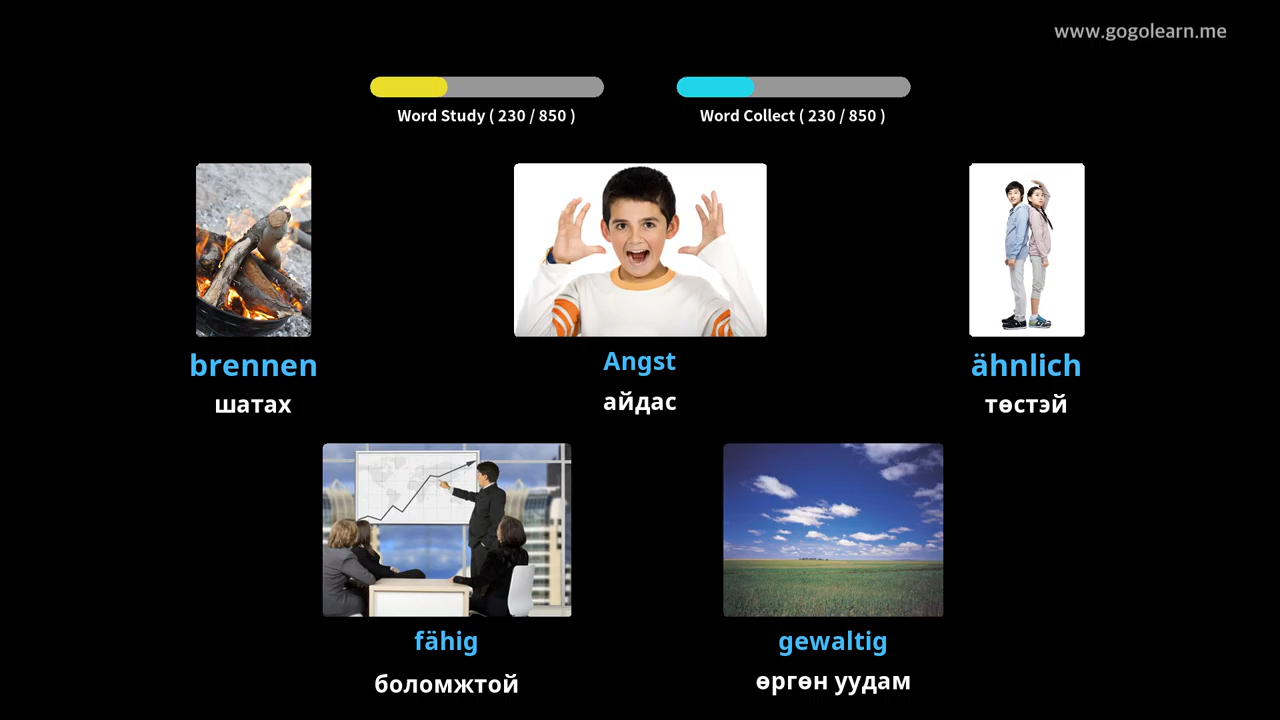 www.gogolearn.me
Word Study ( 230 / 850 )
Word Collect ( 230 / 850 )
brennen
шатах
Angst
айдас
ähnlich
төстэй
fähig
боломжтой
gewaltig
өргөн уудам